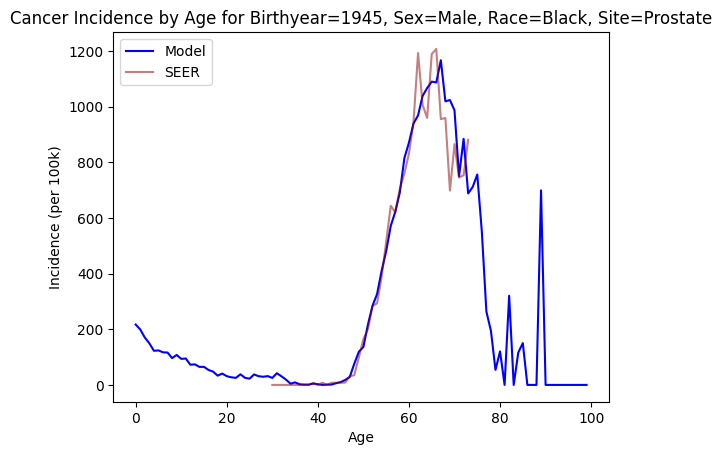 Cancer Incidence by Age for Birthyear=1945, Sex=Male, Race=Black, Site=Prostate
Model
SEER
Incidence (per 100k)
1200
1000
800
600
400
200
0
0 20 40 60 80 100
Age